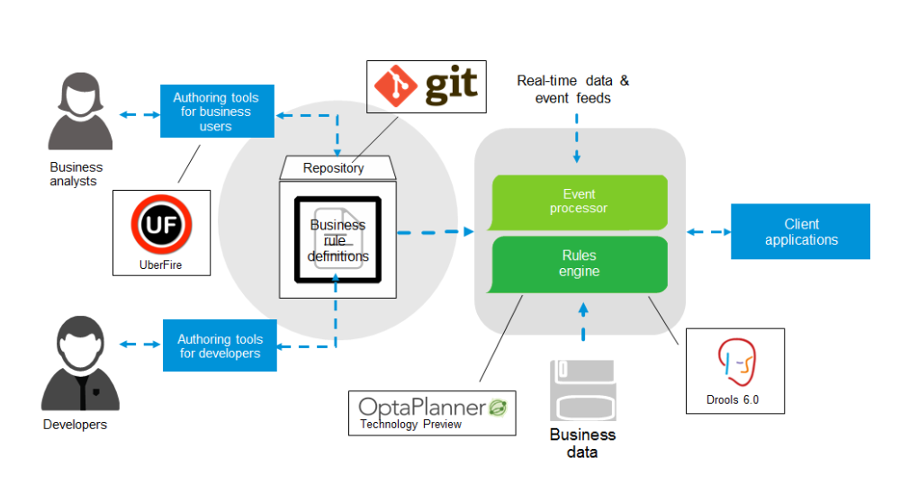 git
Real-time data &
event feeds
Authoring tools
for business
users
Business
analysts
Repository
Event
processor
UF
UberFire
Business
rule
definitions
Client
applications
Rules
engine
Authoring tools
for developers
Developers
OptaPlanner
Technology Preview
Drools 6.0
Business
data